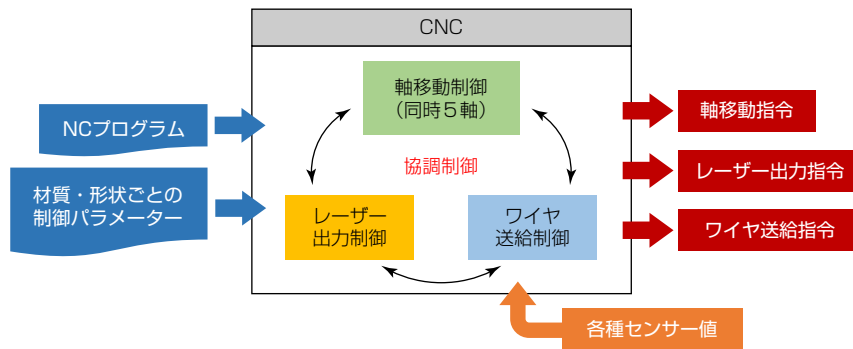 CNC
軸移動制御
（同時5軸）
NCプログラム
協調制御
材質・形状ごとの
制御パラメーター
レーザー
出力制御
ワイヤ
送給制御
軸移動指令
レーザー出力指令
ワイヤ送給指令
各種センサー値